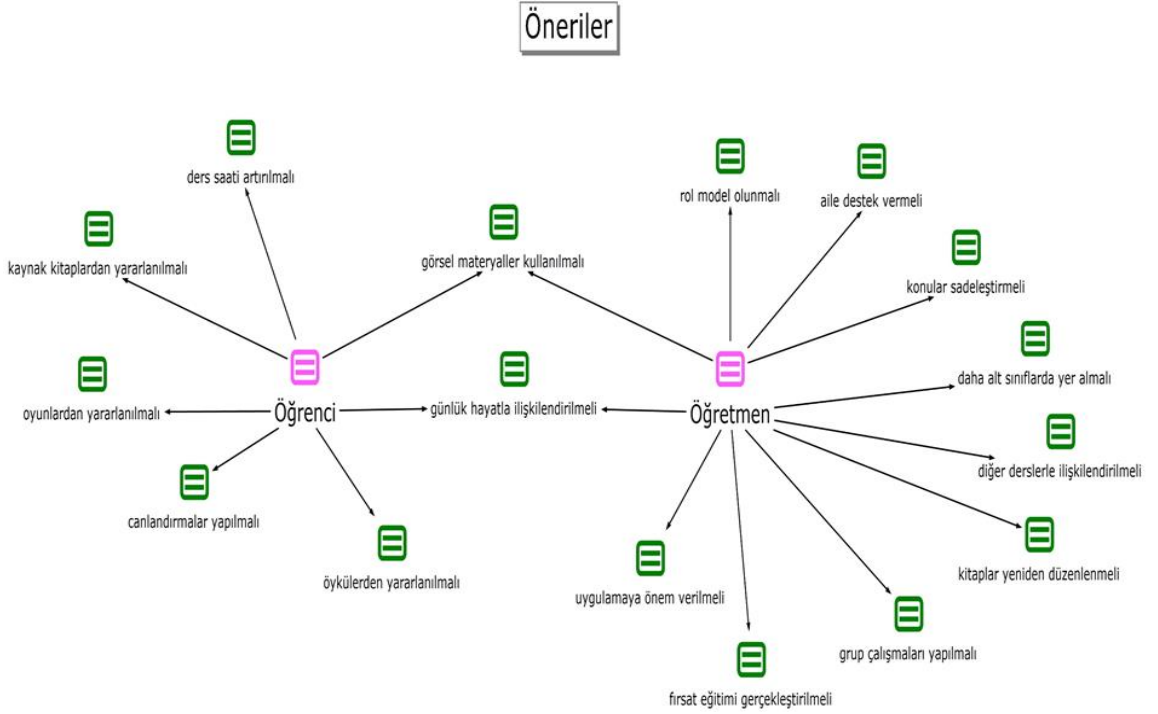 Öneriler
ders saati artırılmalı
rol model olunmalı
aile destek vermeli
kaynak kitaplardan yararlanılmalı
görsel materyaller kullanılmalı
konular sadeleştirmeli
daha alt sınıflarda yer almalı
oyunlardan yararlanılmalı
Öğrenci
günlük hayatla ilişkilendirilmeli
Öğretmen
diğer derslerle ilişkilendirilmeli
canlandırmalar yapılmalı
öykülerden yararlanılmalı
uygulamaya önem verilmeli
kitaplar yeniden düzenlenmeli
grup çalışmaları yapılmalı
fırsat eğitimi gerçekleştirilmeli